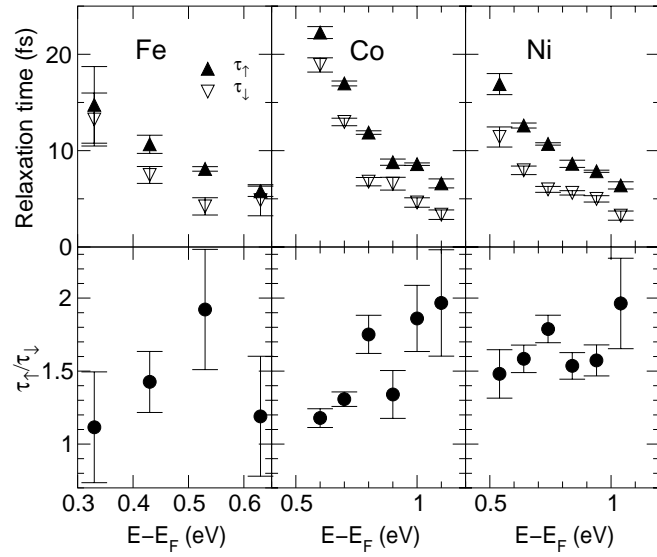 Fe
Co
Ni
τ↑
τ↓
Relaxation time (fs)
20
10
0
τ↑/τ↓
2
1.5
1
0.3 0.4 0.5 0.6
0.5 1
0.5 1
E−E_F (eV)
E−E_F (eV)
E−E_F (eV)